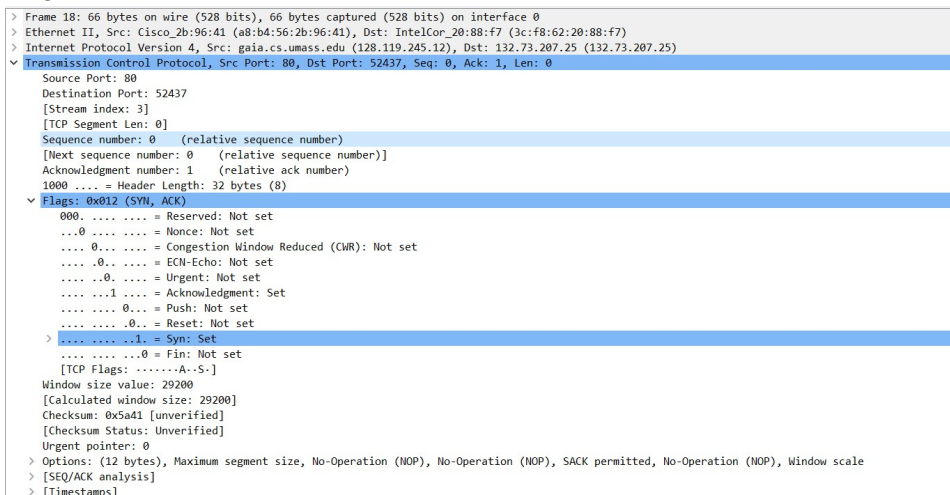 Frame 18: 66 bytes on wire (528 bits), 66 bytes captured (528 bits) on interface 0
Ethernet II, Src: Cisco_2b:96:41 (a8:b4:56:2b:96:41), Dst: IntelCor_20:88:f7 (3c:f8:62:20:88:f7)
Internet Protocol Version 4, Src: gaia.cs.umass.edu (128.119.245.12), Dst: 132.73.207.25 (132.73.207.25)
Transmission Control Protocol, Src Port: 80, Dst Port: 52437, Seq: 0, Ack: 1, Len: 0
Source Port: 80
Destination Port: 52437
[Stream index: 3]
[TCP Segment Len: 0]
Sequence number: 0 (relative sequence number)
[Next sequence number: 0 (relative sequence number)]
Acknowledgment number: 1 (relative ack number)
1000 .... = Header Length: 32 bytes (8)
Flags: 0x012 (SYN, ACK)
000. .... .... = Reserved: Not set
...0 .... .... = Nonce: Not set
.... 0... .... = Congestion Window Reduced (CWR): Not set
.... .0.. .... = ECN-Echo: Not set
.... ..0. .... = Urgent: Not set
.... ...1 .... = Acknowledgment: Set
.... .... 0... = Push: Not set
.... .... .0.. = Reset: Not set
.... .... ..1. = Syn: Set
.... .... ...0 = Fin: Not set
[TCP Flags: ·······A··S·]
Window size value: 29200
[Calculated window size: 29200]
Checksum: 0x5a41 [unverified]
[Checksum Status: Unverified]
Urgent pointer: 0
Options: (12 bytes), Maximum segment size, No-Operation (NOP), No-Operation (NOP), SACK permitted, No-Operation (NOP), Window scale
[SEQ/ACK analysis]
[Timestamps]